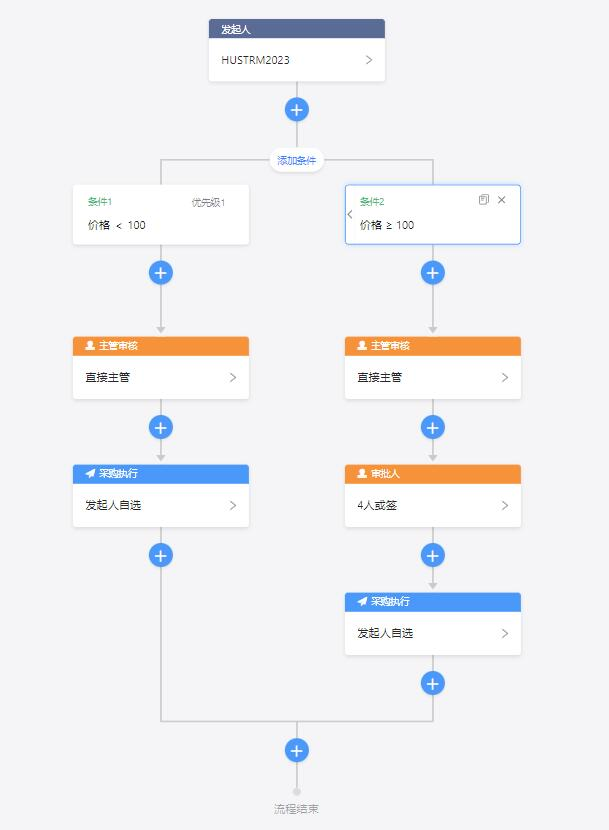 发起人
HUSTRM2023
添加条件
条件1 优先级1
价格 < 100
条件2
价格 ≥ 100
主管审核
直接主管
采购执行
发起人自选
主管审核
直接主管
审批人
4人或签
采购执行
发起人自选
流程结束